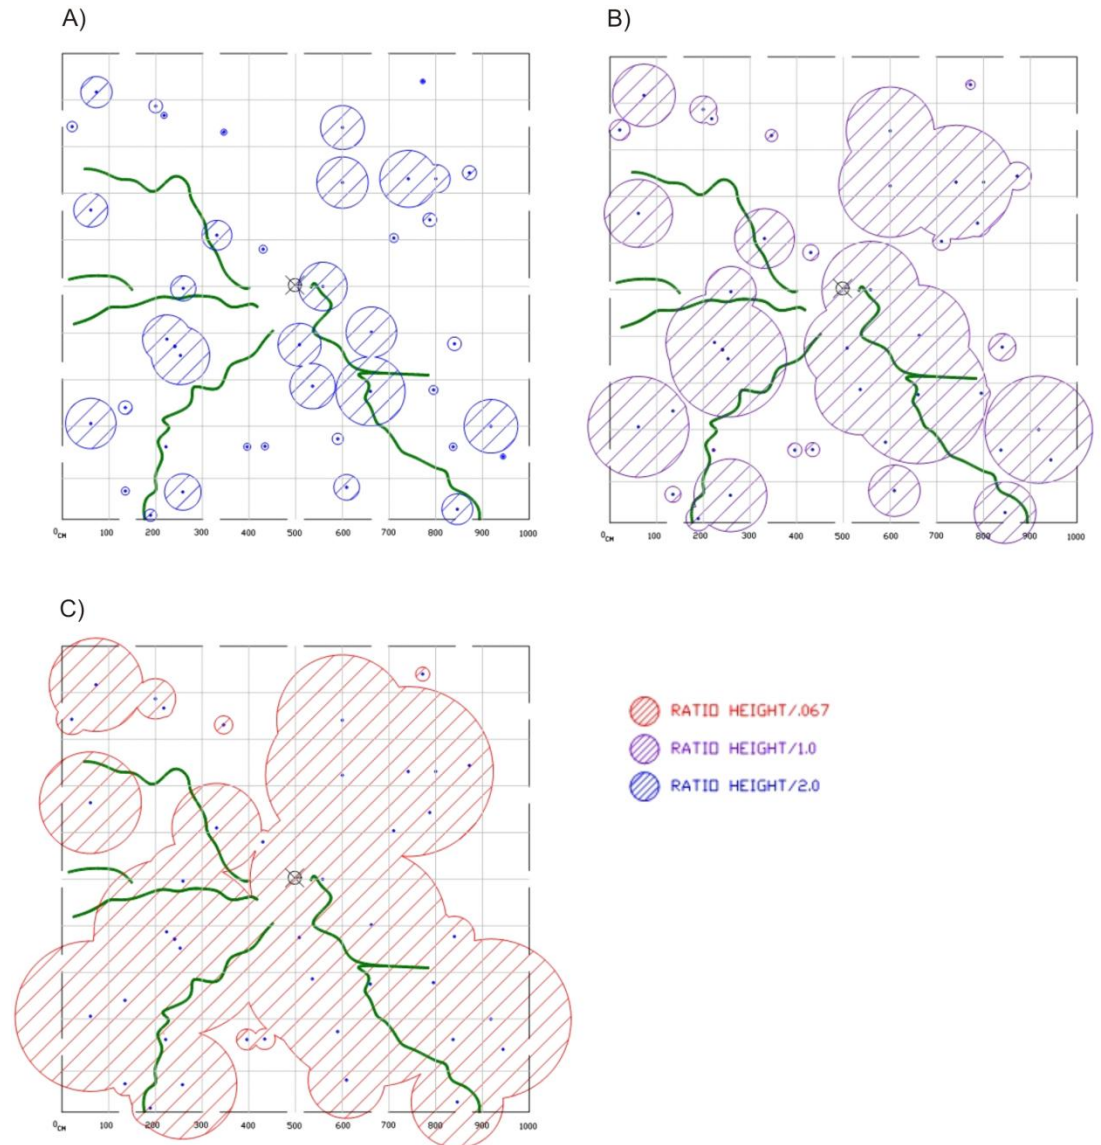 A)
B)
0CM 100 200 300 400 500 600 700 800 900 1000
0CM 100 200 300 400 500 600 700 800 900 1000
C)
RATIO HEIGHT/.067
RATIO HEIGHT/1.0
RATIO HEIGHT/2.0
0CM 100 200 300 400 500 600 700 800 900 1000